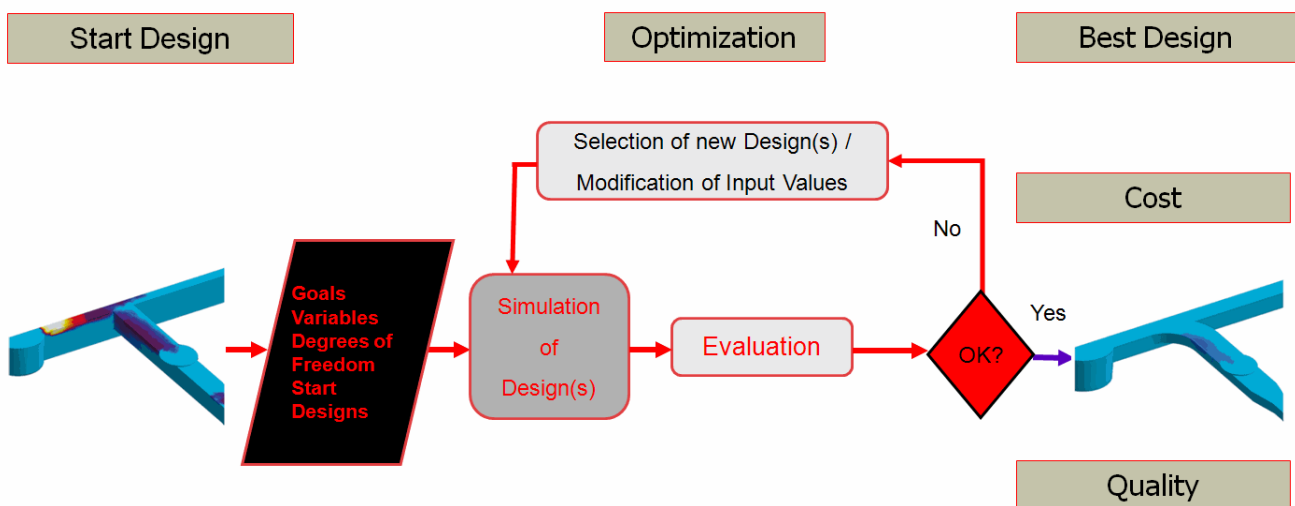 Start Design
Optimization
Best Design
Selection of new Design(s) /
Modification of Input Values
Cost
No
Goals
Variables
Degrees of
Freedom
Start
Designs
Simulation
of
Design(s)
Evaluation
OK?
Yes
Quality